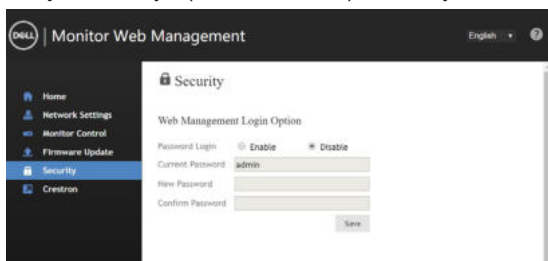 DELL | Monitor Web Management
English
Home
Network Settings
Monitor Control
Firmware Update
Security
Crestron
Security
Web Management Login Option
Password Login Enable Disable
Current Password admin
New Password
Confirm Password
Save